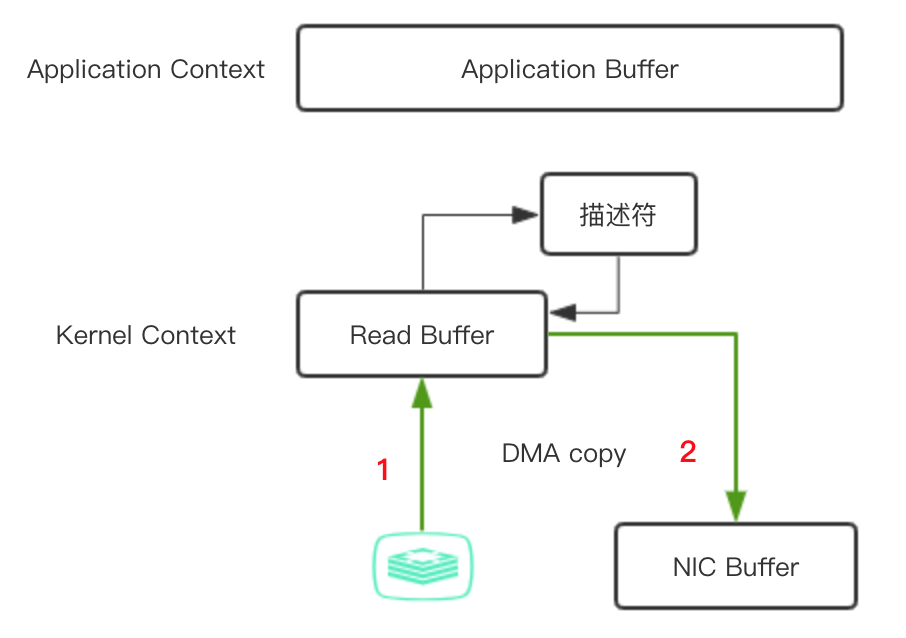 Application Context
Application Buffer
描述符
Kernel Context
Read Buffer
1
DMA copy
2
NIC Buffer